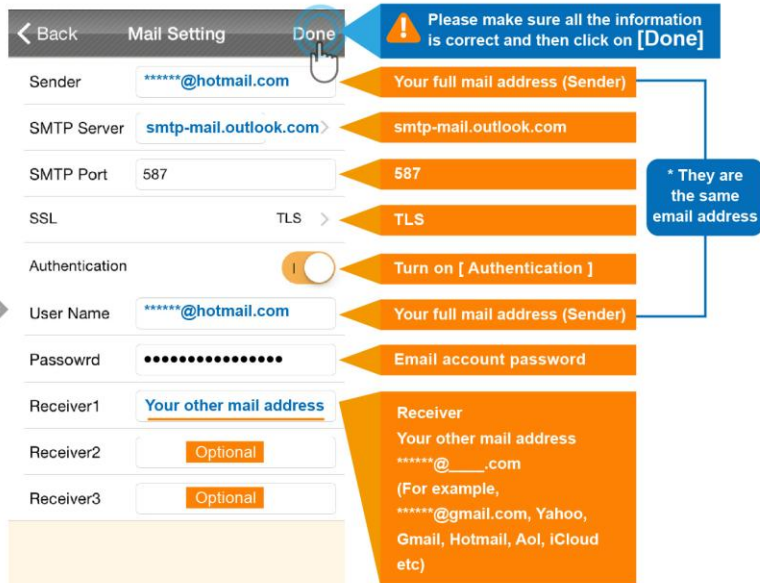 Back Mail Setting Done
Please make sure all the information
is correct and then click on [Done]
Sender ******@hotmail.com Your full mail address (Sender)
SMTP Server smtp-mail.outlook.com smtp-mail.outlook.com
SMTP Port 587 587
* They are
the same
email address
SSL TLS TLS
Authentication Turn on [ Authentication ]
User Name ******@hotmail.com Your full mail address (Sender)
Passowrd •••••••••••••••• Email account password
Receiver1 Your other mail address
Receiver2 Optional
Receiver3 Optional
Receiver
Your other mail address
******@____.com
(For example,
******@gmail.com, Yahoo,
Gmail, Hotmail, Aol, iCloud
etc)